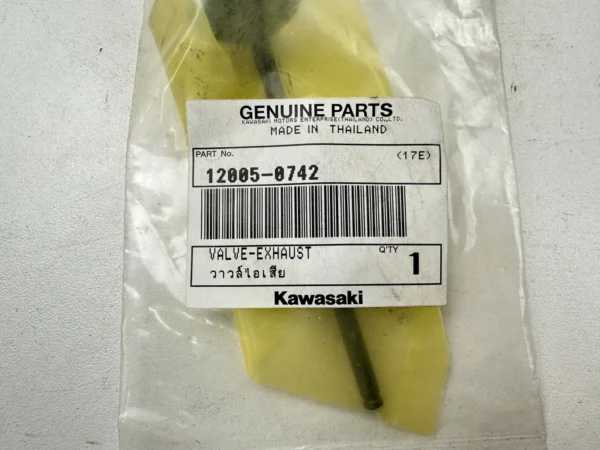 GENUINE PARTS
KAWASAKI MOTORS ENTERPRISE(THAILAND) CO.,LTD.
MADE IN THAILAND
PART No. (17E)
12005-0742
VALVE-EXHAUST Q'TY
วาวล์ไอเสีย 1
Kawasaki